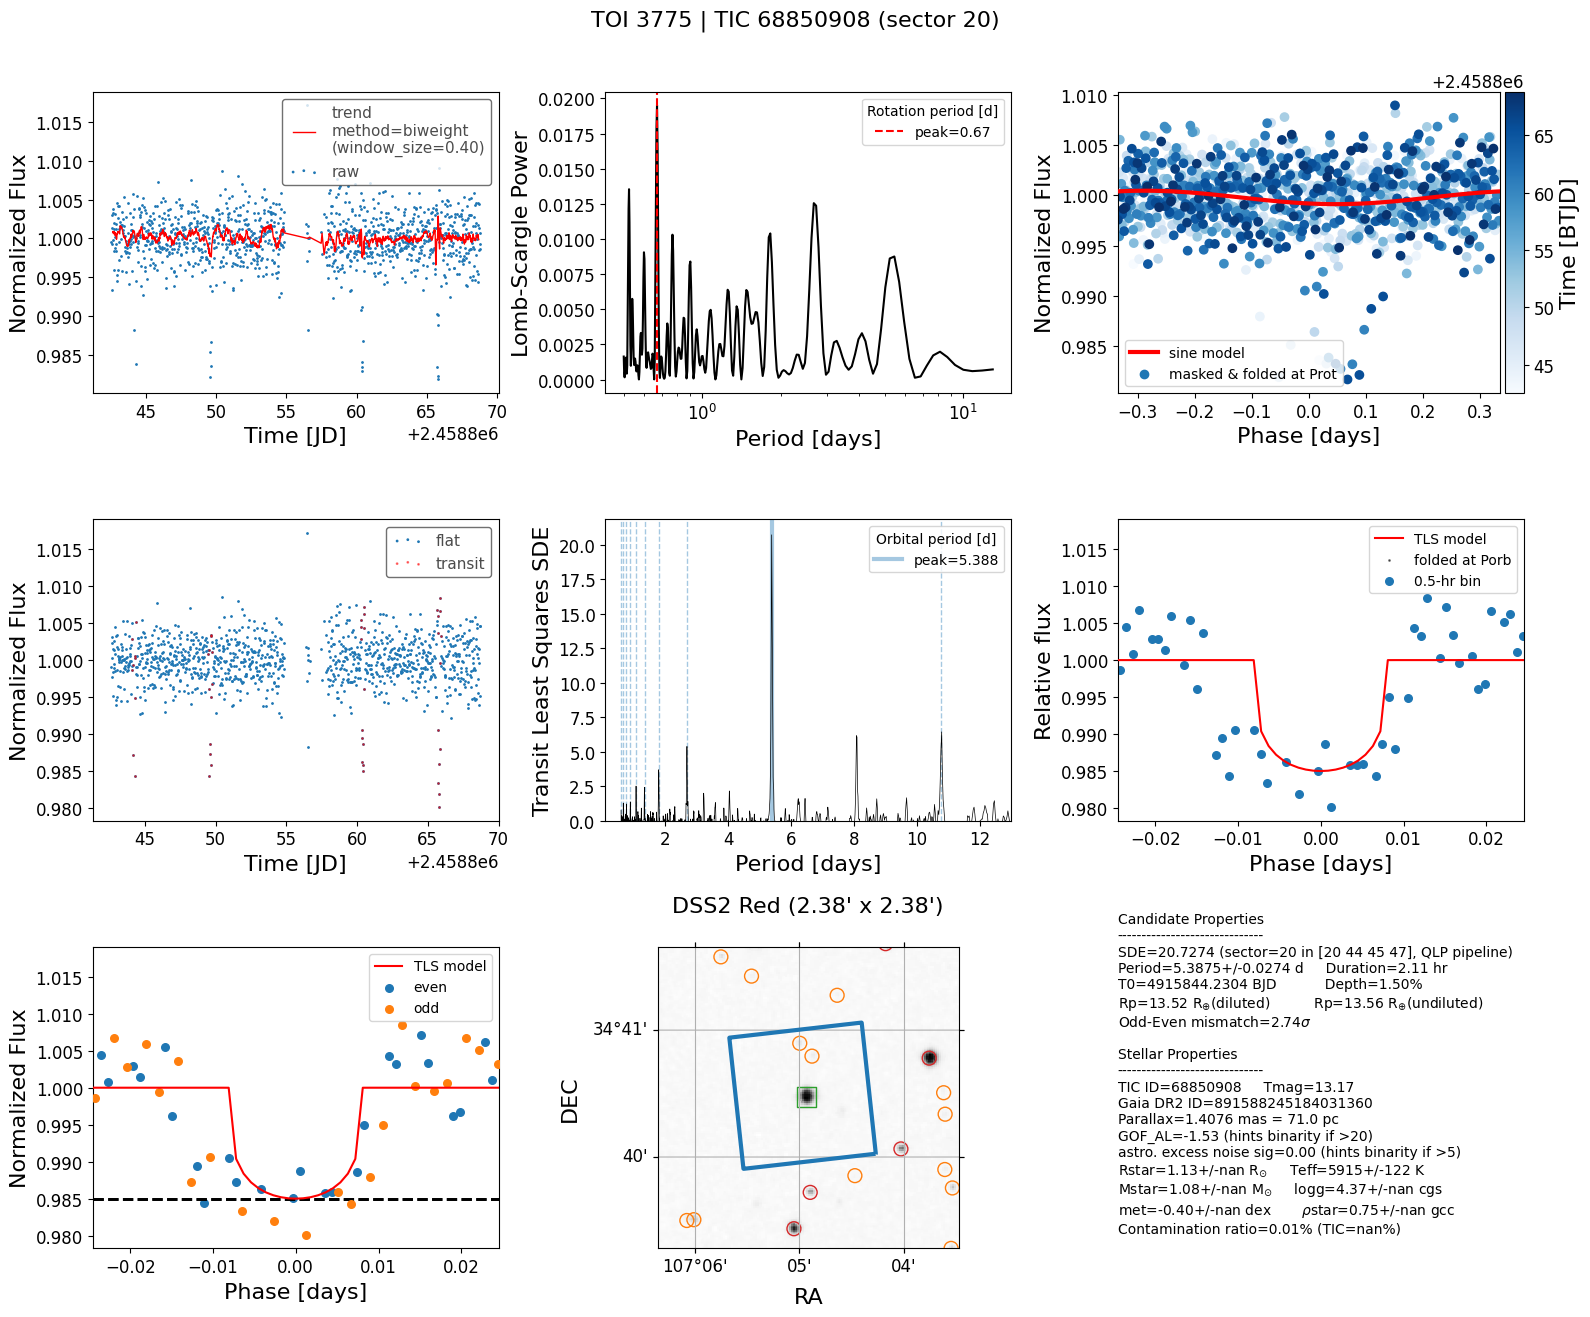 TOI 3775 | TIC 68850908 (sector 20)
Normalized Flux
1.015
1.010
1.005
1.000
0.995
0.990
0.985
trend
method=biweight
(window_size=0.40)
raw
45
50
55
60
65
70
Time [JD]
+2.4588e6
Lomb-Scargle Power
0.0200
0.0175
0.0150
0.0125
0.0100
0.0075
0.0050
0.0025
0.0000
Rotation period [d]
peak=0.67
10⁰
10¹
Period [days]
Normalized Flux
1.010
1.005
1.000
0.995
0.990
0.985
sine model
masked & folded at Prot
−0.3
−0.2
−0.1
0.0
0.1
0.2
0.3
Phase [days]
+2.4588e6
65
60
55
50
45
Time [BTJD]
Normalized Flux
1.015
1.010
1.005
1.000
0.995
0.990
0.985
0.980
flat
transit
45
50
55
60
65
70
Time [JD]
+2.4588e6
Transit Least Squares SDE
20.0
17.5
15.0
12.5
10.0
7.5
5.0
2.5
0.0
Orbital period [d]
peak=5.388
2
4
6
8
10
12
Period [days]
Relative flux
1.015
1.010
1.005
1.000
0.995
0.990
0.985
0.980
TLS model
folded at Porb
0.5-hr bin
−0.02
−0.01
0.00
0.01
0.02
Phase [days]
Normalized Flux
1.015
1.010
1.005
1.000
0.995
0.990
0.985
0.980
TLS model
even
odd
−0.02
−0.01
0.00
0.01
0.02
Phase [days]
DSS2 Red (2.38' x 2.38')
DEC
34°41'
40'
107°06'
05'
04'
RA
Candidate Properties
------------------------------
SDE=20.7274 (sector=20 in [20 44 45 47], QLP pipeline)
Period=5.3875+/-0.0274 d Duration=2.11 hr
T0=4915844.2304 BJD Depth=1.50%
Rp=13.52 R⊕(diluted) Rp=13.56 R⊕(undiluted)
Odd-Even mismatch=2.74σ
Stellar Properties
------------------------------
TIC ID=68850908 Tmag=13.17
Gaia DR2 ID=891588245184031360
Parallax=1.4076 mas = 71.0 pc
GOF_AL=-1.53 (hints binarity if >20)
astro. excess noise sig=0.00 (hints binarity if >5)
Rstar=1.13+/-nan R⊙ Teff=5915+/-122 K
Mstar=1.08+/-nan M⊙ logg=4.37+/-nan cgs
met=-0.40+/-nan dex ρstar=0.75+/-nan gcc
Contamination ratio=0.01% (TIC=nan%)